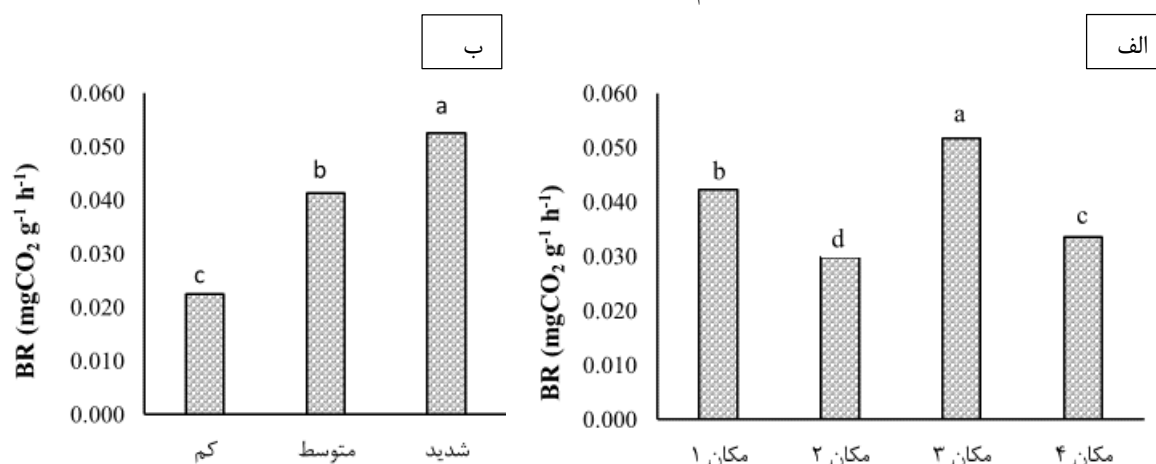 الف
0.060
0.050
0.040
0.030
0.020
0.010
0.000
BR (mgCO₂ g⁻¹ h⁻¹)
b
d
a
c
مکان ۱
مکان ۲
مکان ۳
مکان ۴
ب
0.060
0.050
0.040
0.030
0.020
0.010
0.000
BR (mgCO₂ g⁻¹ h⁻¹)
c
b
a
کم
متوسط
شدید